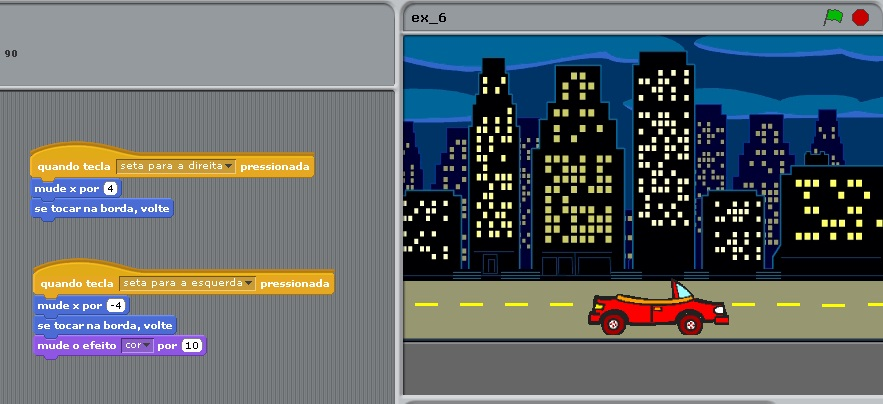 ex_6
90
quando tecla seta para a direita pressionada
mude x por 4
se tocar na borda, volte
quando tecla seta para a esquerda pressionada
mude x por -4
se tocar na borda, volte
mude o efeito cor por 10